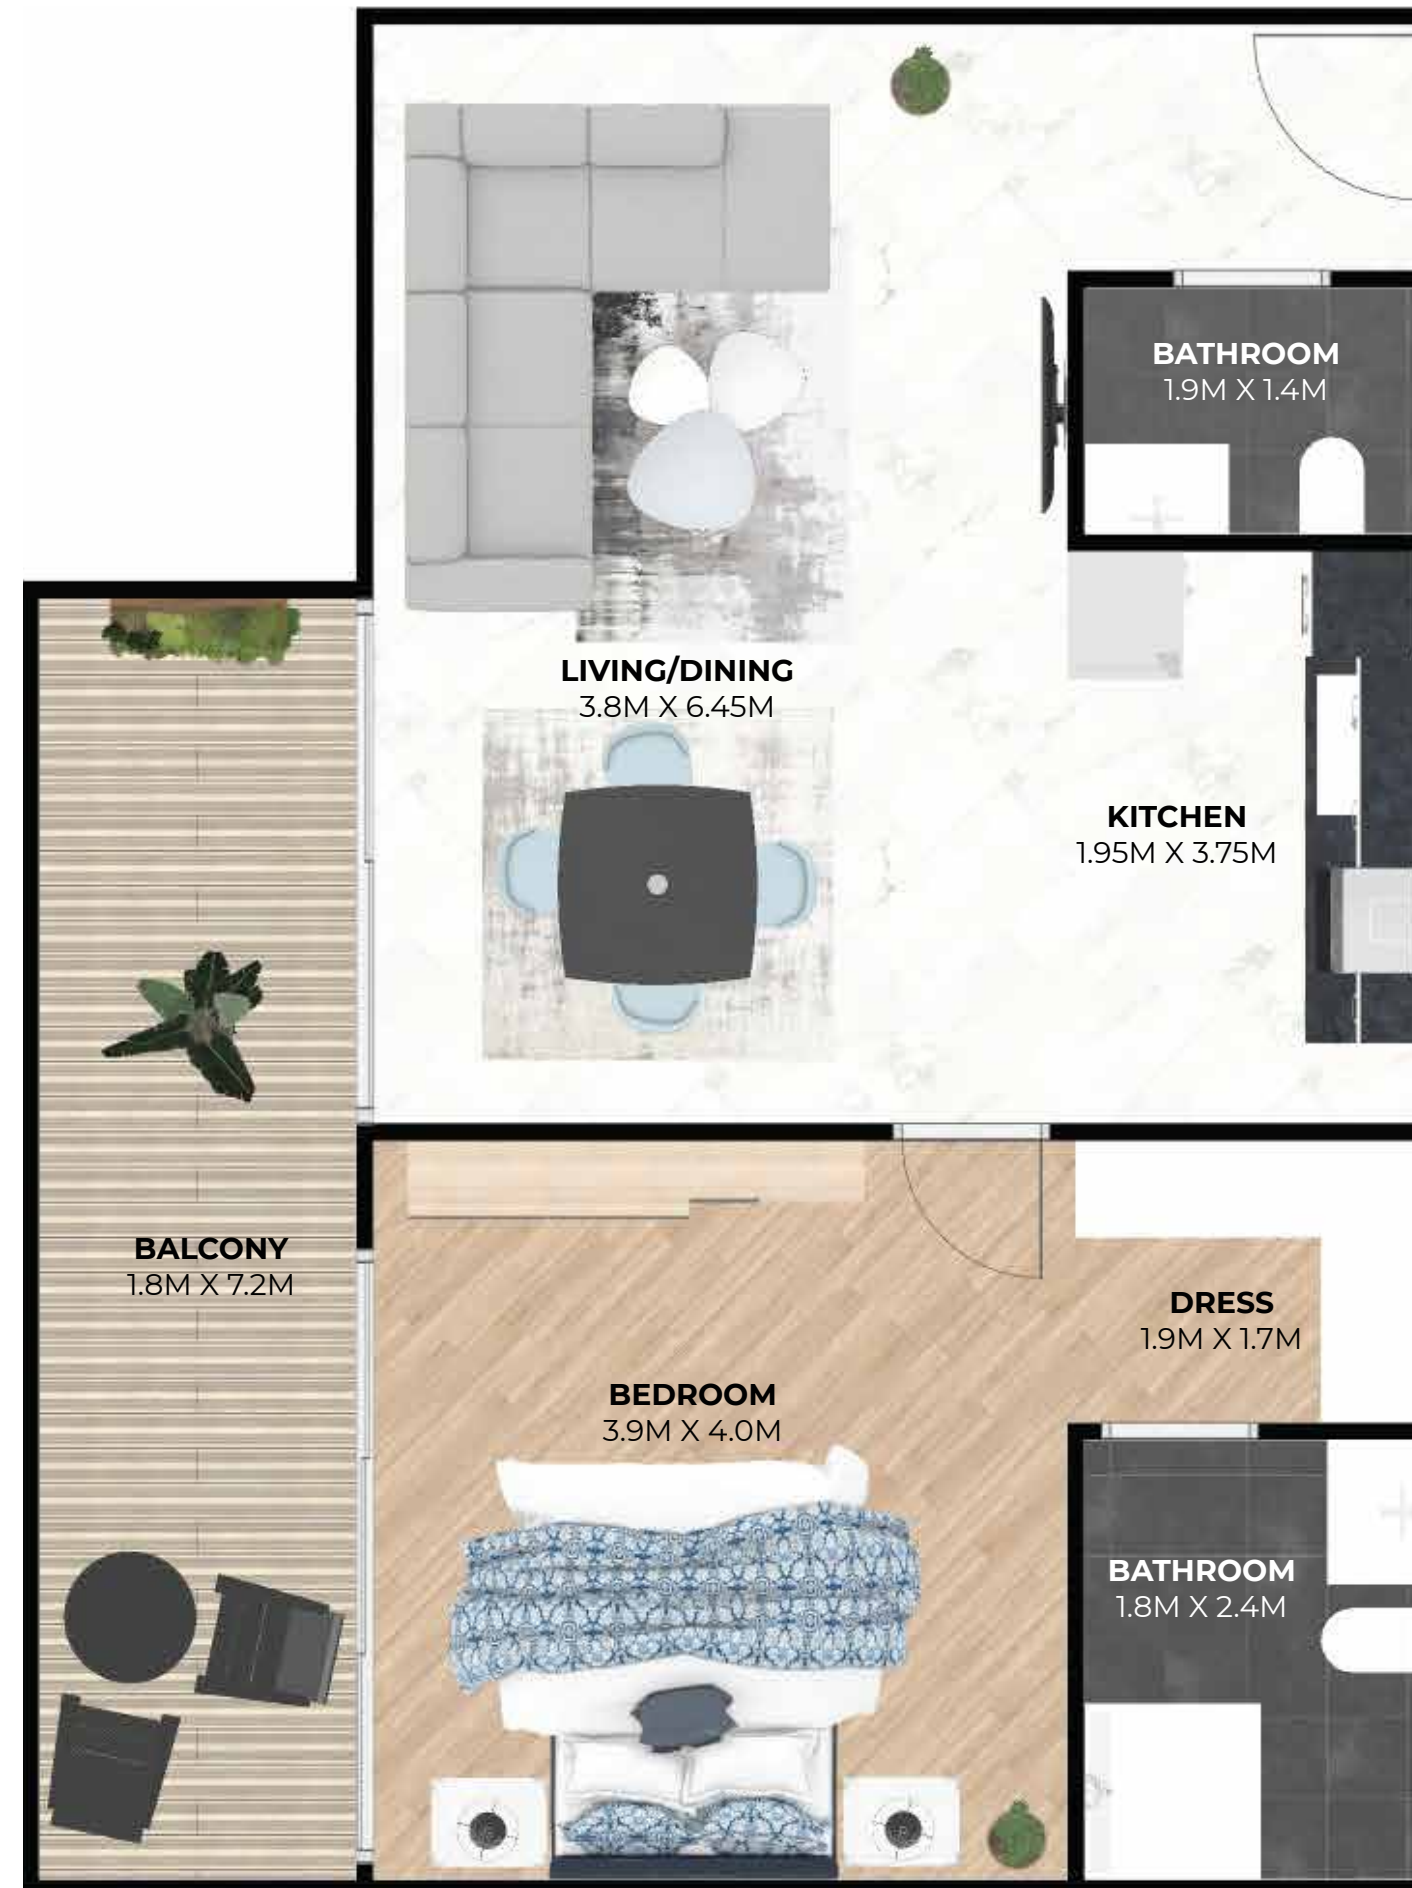 BATHROOM
1.9M X 1.4M
LIVING/DINING
3.8M X 6.45M
KITCHEN
1.95M X 3.75M
BALCONY
1.8M X 7.2M
DRESS
1.9M X 1.7M
BEDROOM
3.9M X 4.0M
BATHROOM
1.8M X 2.4M